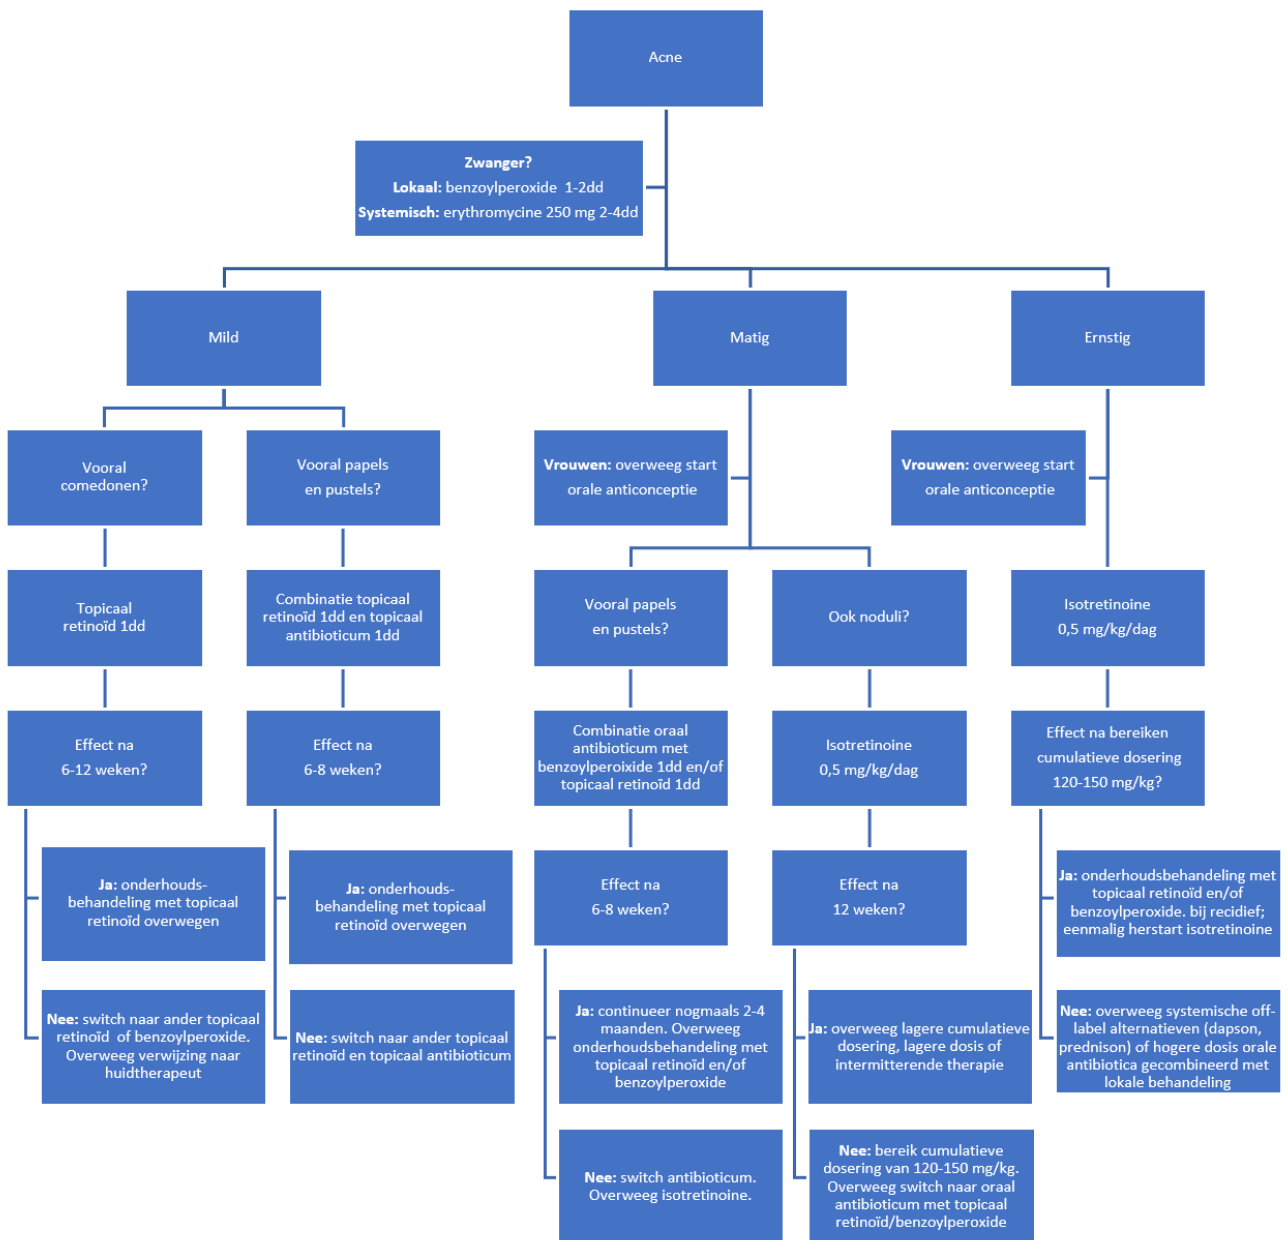 Acne
Zwanger?
Lokaal: benzoylperoxide 1-2dd
Systemisch: erythromycine 250 mg 2-4dd
Mild
Matig
Ernstig
Vooral
comedonen?
Vooral papels
en pustels?
Vrouwen: overweeg start
orale anticonceptie
Vrouwen: overweeg start
orale anticonceptie
Topicaal
retinoïd 1dd
Combinatie topicaal
retinoïd 1dd en topicaal
antibioticum 1dd
Vooral papels
en pustels?
Ook noduli?
Isotretinoine
0,5 mg/kg/dag
Effect na
6-12 weken?
Effect na
6-8 weken?
Combinatie oraal
antibioticum met
benzoylperoixide 1dd en/of
topicaal retinoïd 1dd
Isotretinoine
0,5 mg/kg/dag
Effect na bereiken
cumulatieve dosering
120-150 mg/kg?
Ja: onderhouds-
behandeling met topicaal
retinoïd overwegen
Ja: onderhouds-
behandeling met topicaal
retinoïd overwegen
Effect na
6-8 weken?
Effect na
12 weken?
Ja: onderhoudsbehandeling met
topicaal retinoïd en/of
benzoylperoxide. bij recidief;
eenmalig herstart isotretinoine
Nee: switch naar ander topicaal
retinoïd of benzoylperoxide.
Overweeg verwijzing naar
huidtherapeut
Nee: switch naar ander topicaal
retinoïd en topicaal antibioticum
Ja: continueer nogmaals 2-4
maanden. Overweeg
onderhoudsbehandeling met
topicaal retinoïd en/of
benzoylperoxide
Ja: overweeg lagere cumulatieve
dosering, lagere dosis of
intermitterende therapie
Nee: overweeg systemische off-
label alternatieven (dapson,
prednison) of hogere dosis orale
antibiotica gecombineerd met
lokale behandeling
Nee: switch antibioticum.
Overweeg isotretinoine.
Nee: bereik cumulatieve
dosering van 120-150 mg/kg.
Overweeg switch naar oraal
antibioticum met topicaal
retinoïd/benzoylperoxide